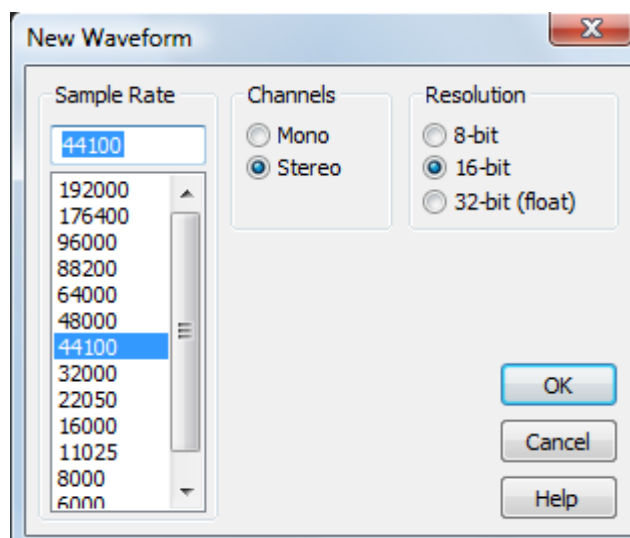 New Waveform
Sample Rate
44100
192000
176400
96000
88200
64000
48000
44100
32000
22050
16000
11025
8000
6000
Channels
Mono
Stereo
Resolution
8-bit
16-bit
32-bit (float)
OK
Cancel
Help